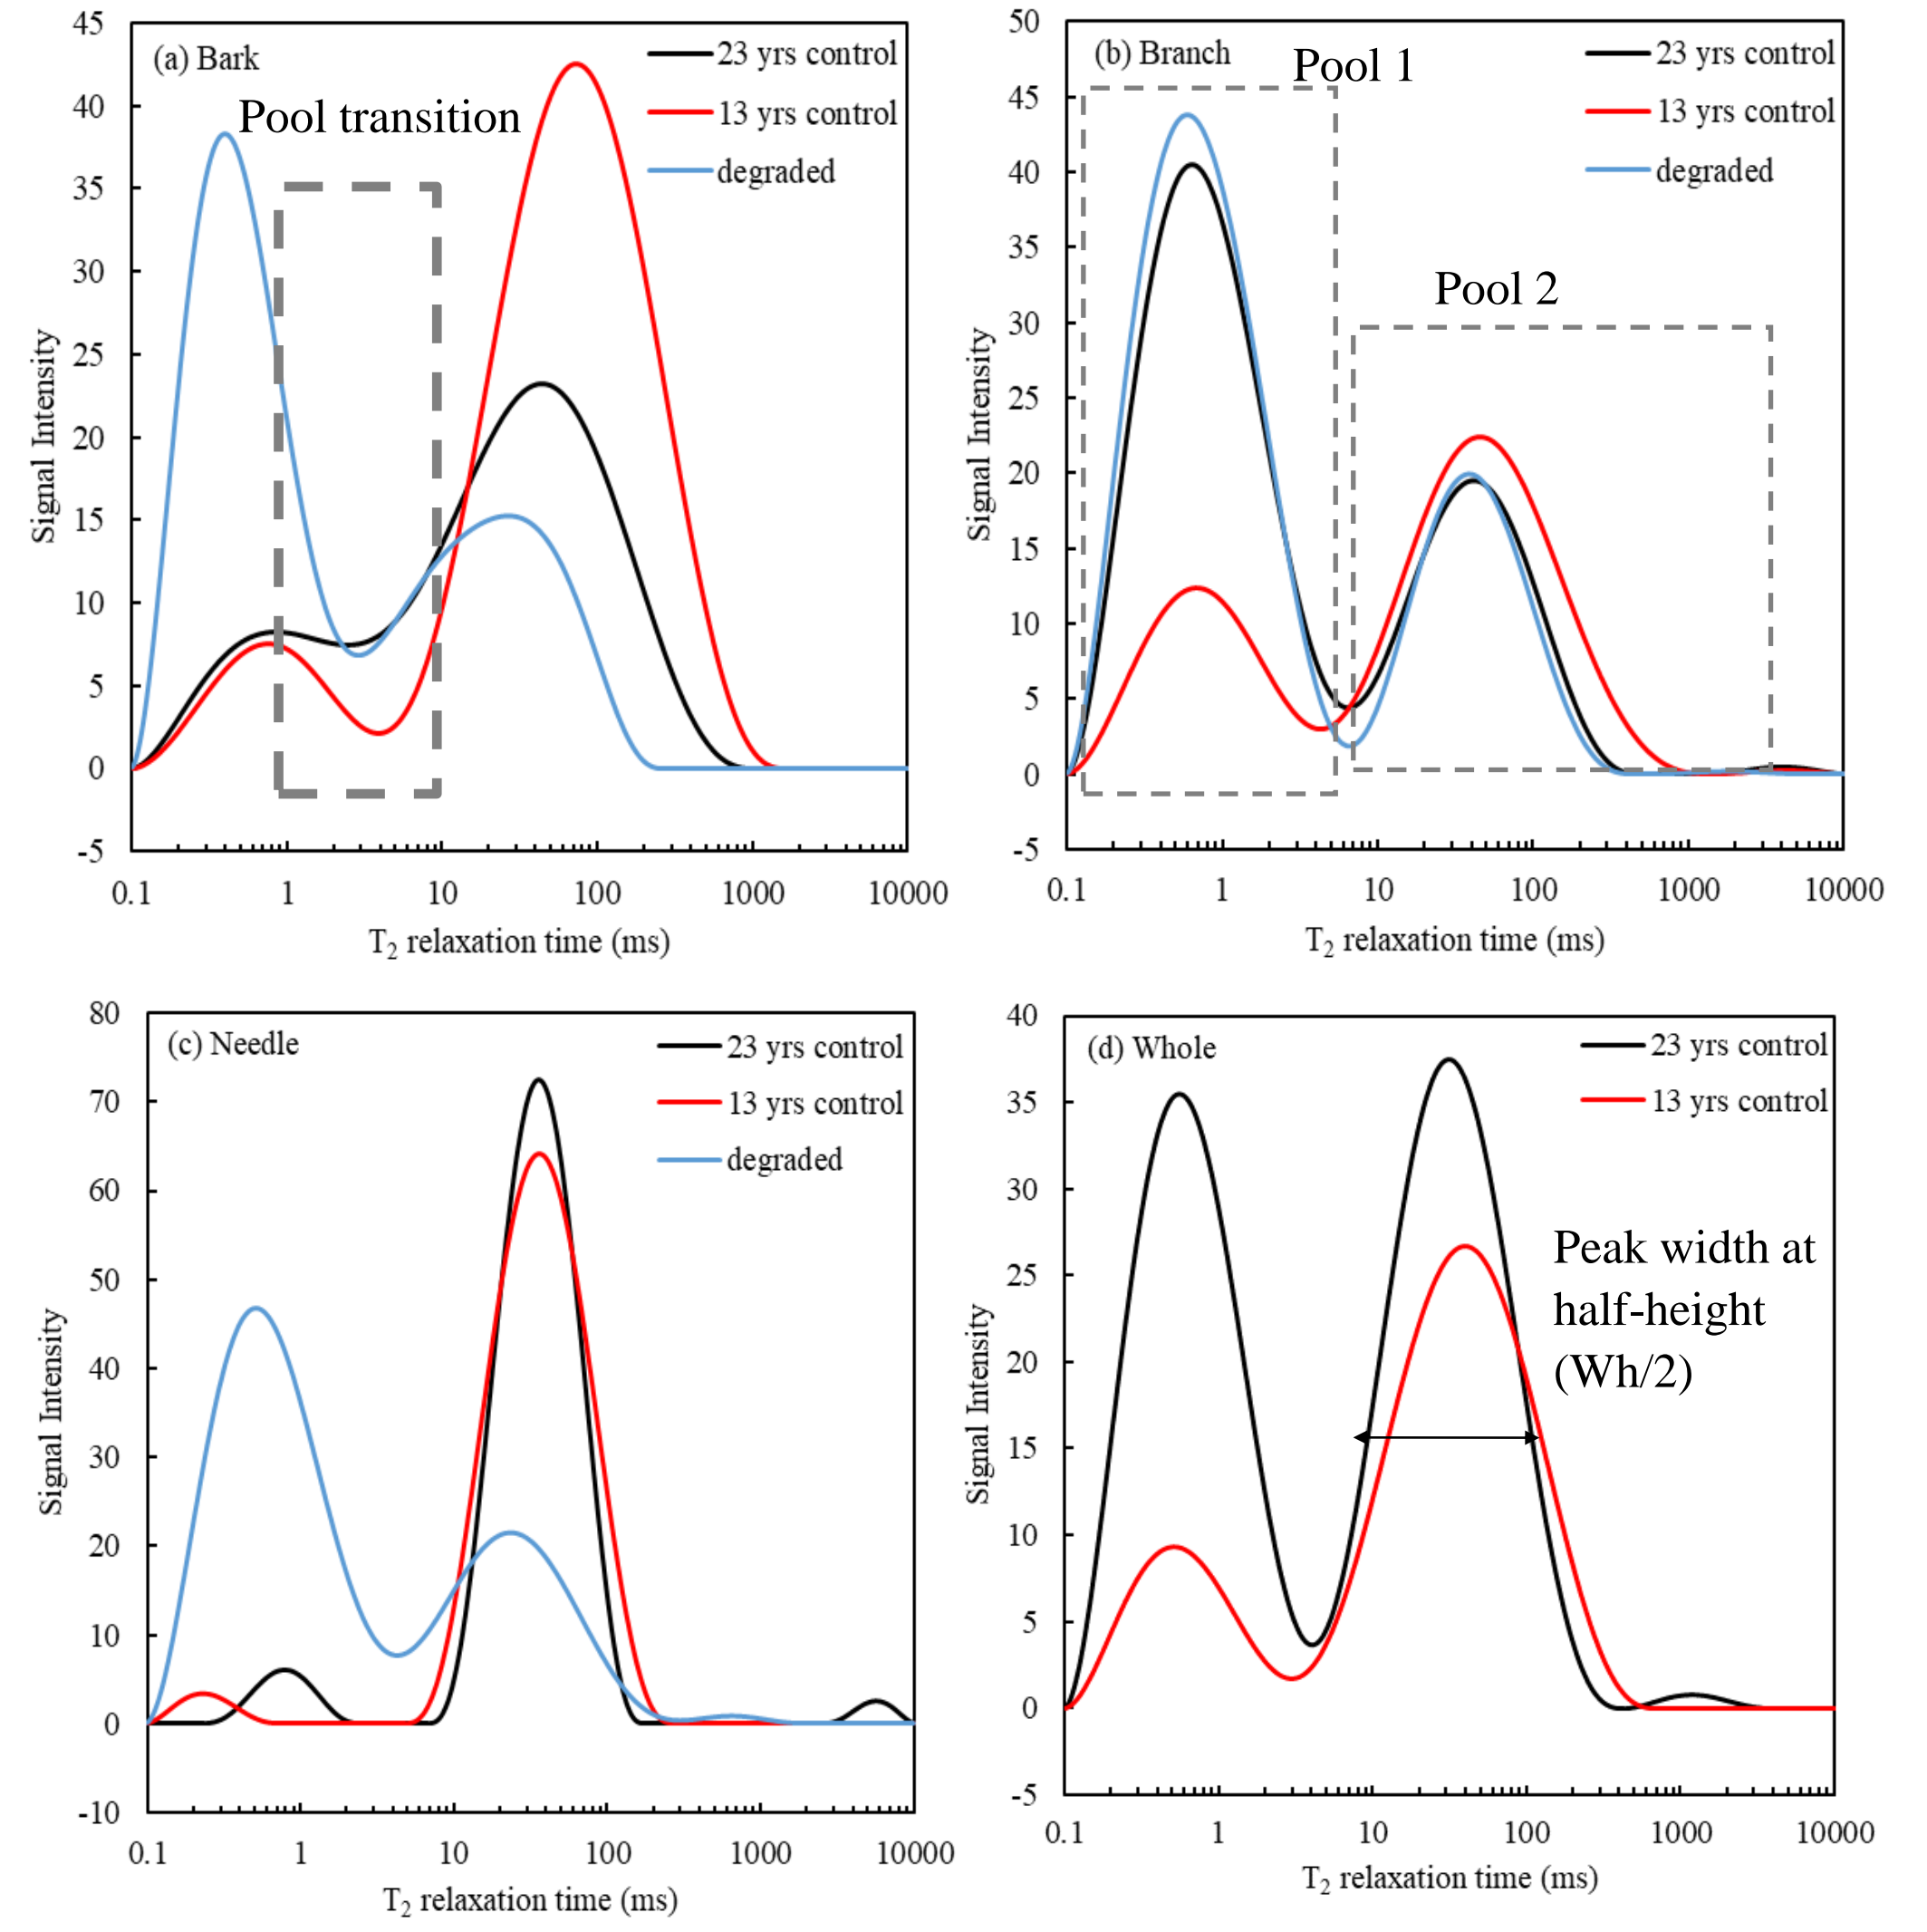 (a) Bark
23 yrs control
13 yrs control
degraded
Pool transition
45
40
35
30
25
20
15
10
5
0
-5
Signal Intensity
0.1 1 10 100 1000 10000
T2 relaxation time (ms)
(b) Branch
Pool 1
23 yrs control
13 yrs control
degraded
Pool 2
50
45
40
35
30
25
20
15
10
5
0
-5
Signal Intensity
0.1 1 10 100 1000 10000
T2 relaxation time (ms)
(c) Needle
23 yrs control
13 yrs control
degraded
80
70
60
50
40
30
20
10
0
-10
Signal Intensity
0.1 1 10 100 1000 10000
T2 relaxation time (ms)
(d) Whole
23 yrs control
13 yrs control
Peak width at
half-height
(Wh/2)
40
35
30
25
20
15
10
5
0
-5
Signal Intensity
0.1 1 10 100 1000 10000
T2 relaxation time (ms)